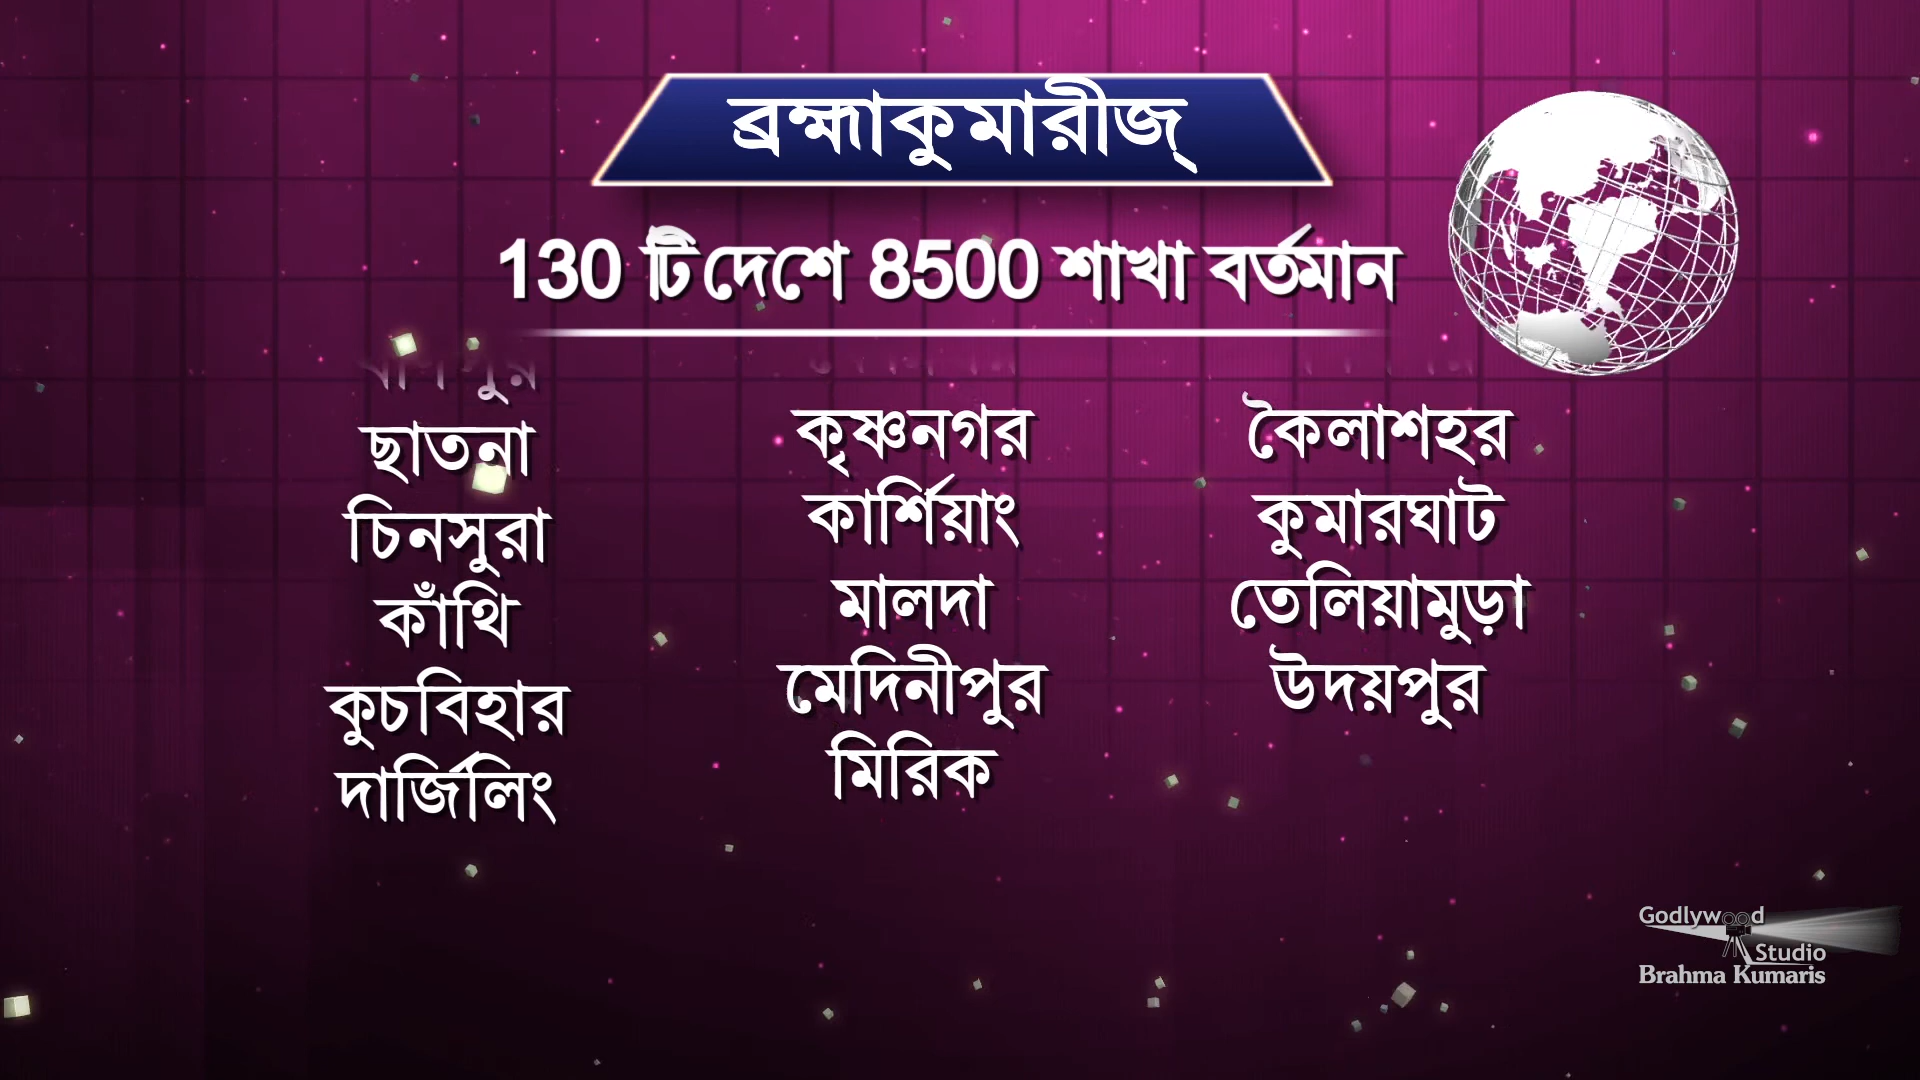 ব্রহ্মাকুমারীজ্
130 টি দেশে 8500 শাখা বর্তমান
ছাতনা
চিনসুরা
কাঁথি
কুচবিহার
দার্জিলিং
কৃষ্ণনগর
কার্শিয়াং
মালদা
মেদিনীপুর
মিরিক
কৈলাশহর
কুমারঘাট
তেলিয়ামুড়া
উদয়পুর
Godlywood
Studio
Brahma Kumaris